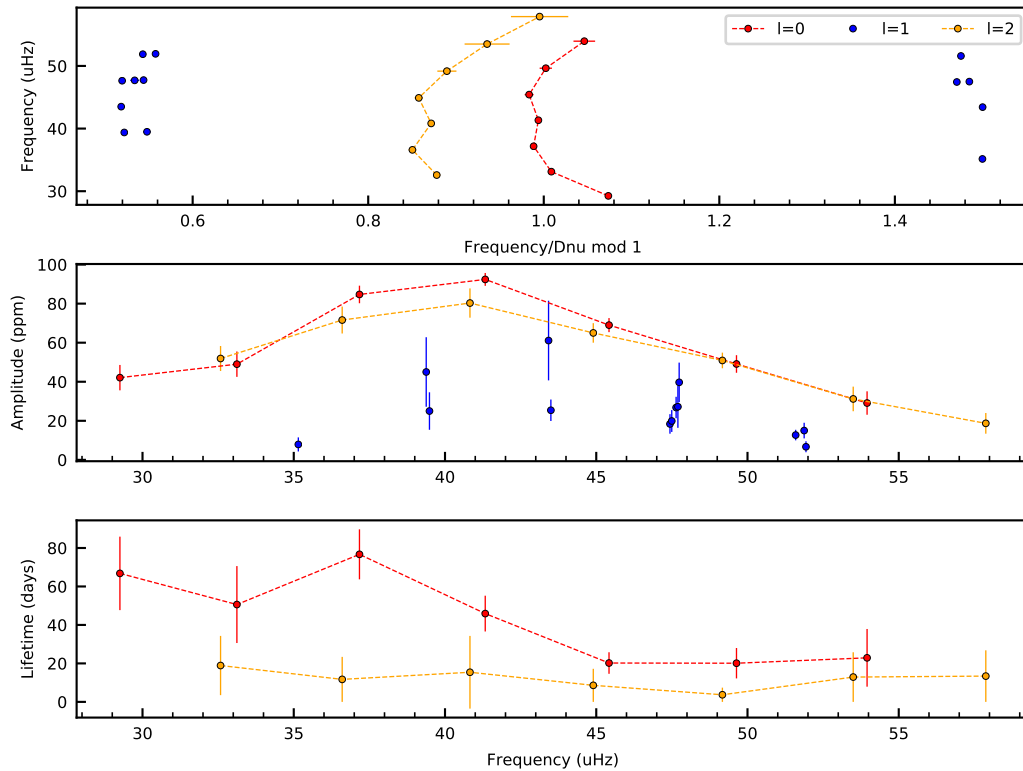 l=0 l=1 l=2
Frequency (uHz)
50
40
30
0.6 0.8 1.0 1.2 1.4
Frequency/Dnu mod 1
Amplitude (ppm)
100
80
60
40
20
0
30 35 40 45 50 55
Lifetime (days)
80
60
40
20
0
30 35 40 45 50 55
Frequency (uHz)